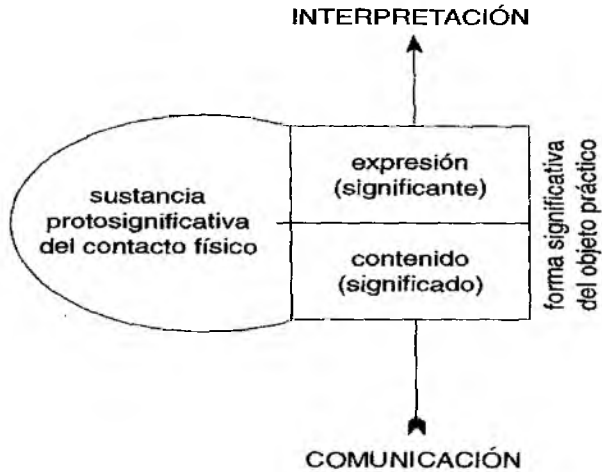 INTERPRETACIÓN
expresión
(significante)
sustancia
protosignificativa
del contacto físico
contenido
(significado)
forma significativa
del objeto práctico
COMUNICACIÓN